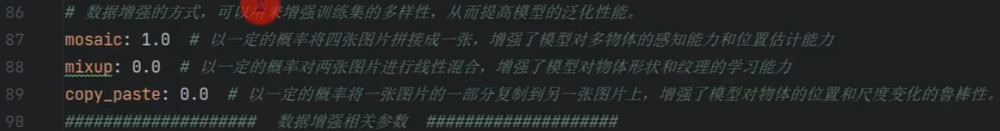 86 # 数据增强的方式，可以用来增强训练集的多样性，从而提高模型的泛化性能。
87 mosaic: 1.0 # 以一定的概率将四张图片拼接成一张，增强了模型对多物体的感知能力和位置估计能力
88 mixup: 0.0 # 以一定的概率对两张图片进行线性混合，增强了模型对物体形状和纹理的学习能力
89 copy_paste: 0.0 # 以一定的概率将一张图片的一部分复制到另一张图片上，增强了模型对物体的位置和尺度变化的鲁棒性。
90 #################### 数据增强相关参数 ####################